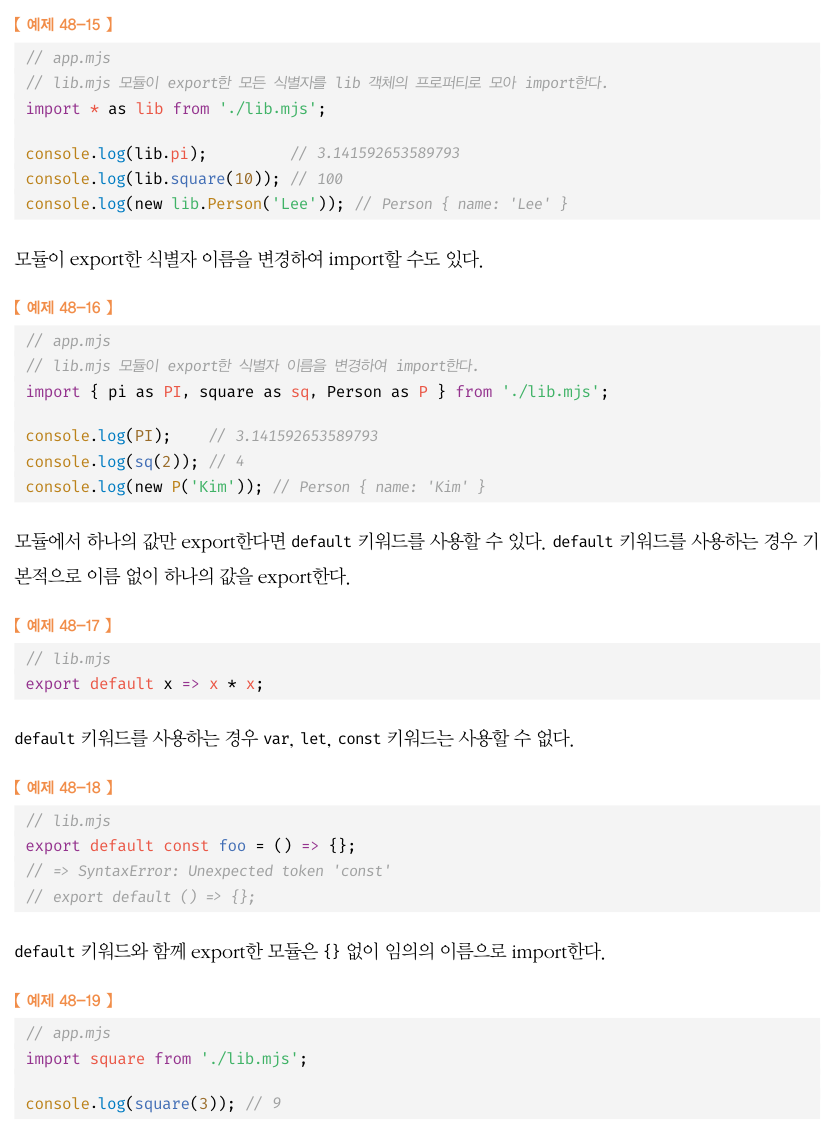 【 예제 48-15 】
// app.mjs
// lib.mjs 모듈이 export한 모든 식별자를 lib 객체의 프로퍼티로 모아 import한다.
import * as lib from './lib.mjs';
console.log(lib.pi); // 3.141592653589793
console.log(lib.square(10)); // 100
console.log(new lib.Person('Lee')); // Person { name: 'Lee' }
모듈이 export한 식별자 이름을 변경하여 import할 수도 있다.
【 예제 48-16 】
// app.mjs
// lib.mjs 모듈이 export한 식별자 이름을 변경하여 import한다.
import { pi as PI, square as sq, Person as P } from './lib.mjs';
console.log(PI); // 3.141592653589793
console.log(sq(2)); // 4
console.log(new P('Kim')); // Person { name: 'Kim' }
모듈에서 하나의 값만 export한다면 default 키워드를 사용할 수 있다. default 키워드를 사용하는 경우 기
본적으로 이름 없이 하나의 값을 export한다.
【 예제 48-17 】
// lib.mjs
export default x => x * x;
default 키워드를 사용하는 경우 var, let, const 키워드는 사용할 수 없다.
【 예제 48-18 】
// lib.mjs
export default const foo = () => {};
// => SyntaxError: Unexpected token 'const'
// export default () => {};
default 키워드와 함께 export한 모듈은 {} 없이 임의의 이름으로 import한다.
【 예제 48-19 】
// app.mjs
import square from './lib.mjs';
console.log(square(3)); // 9